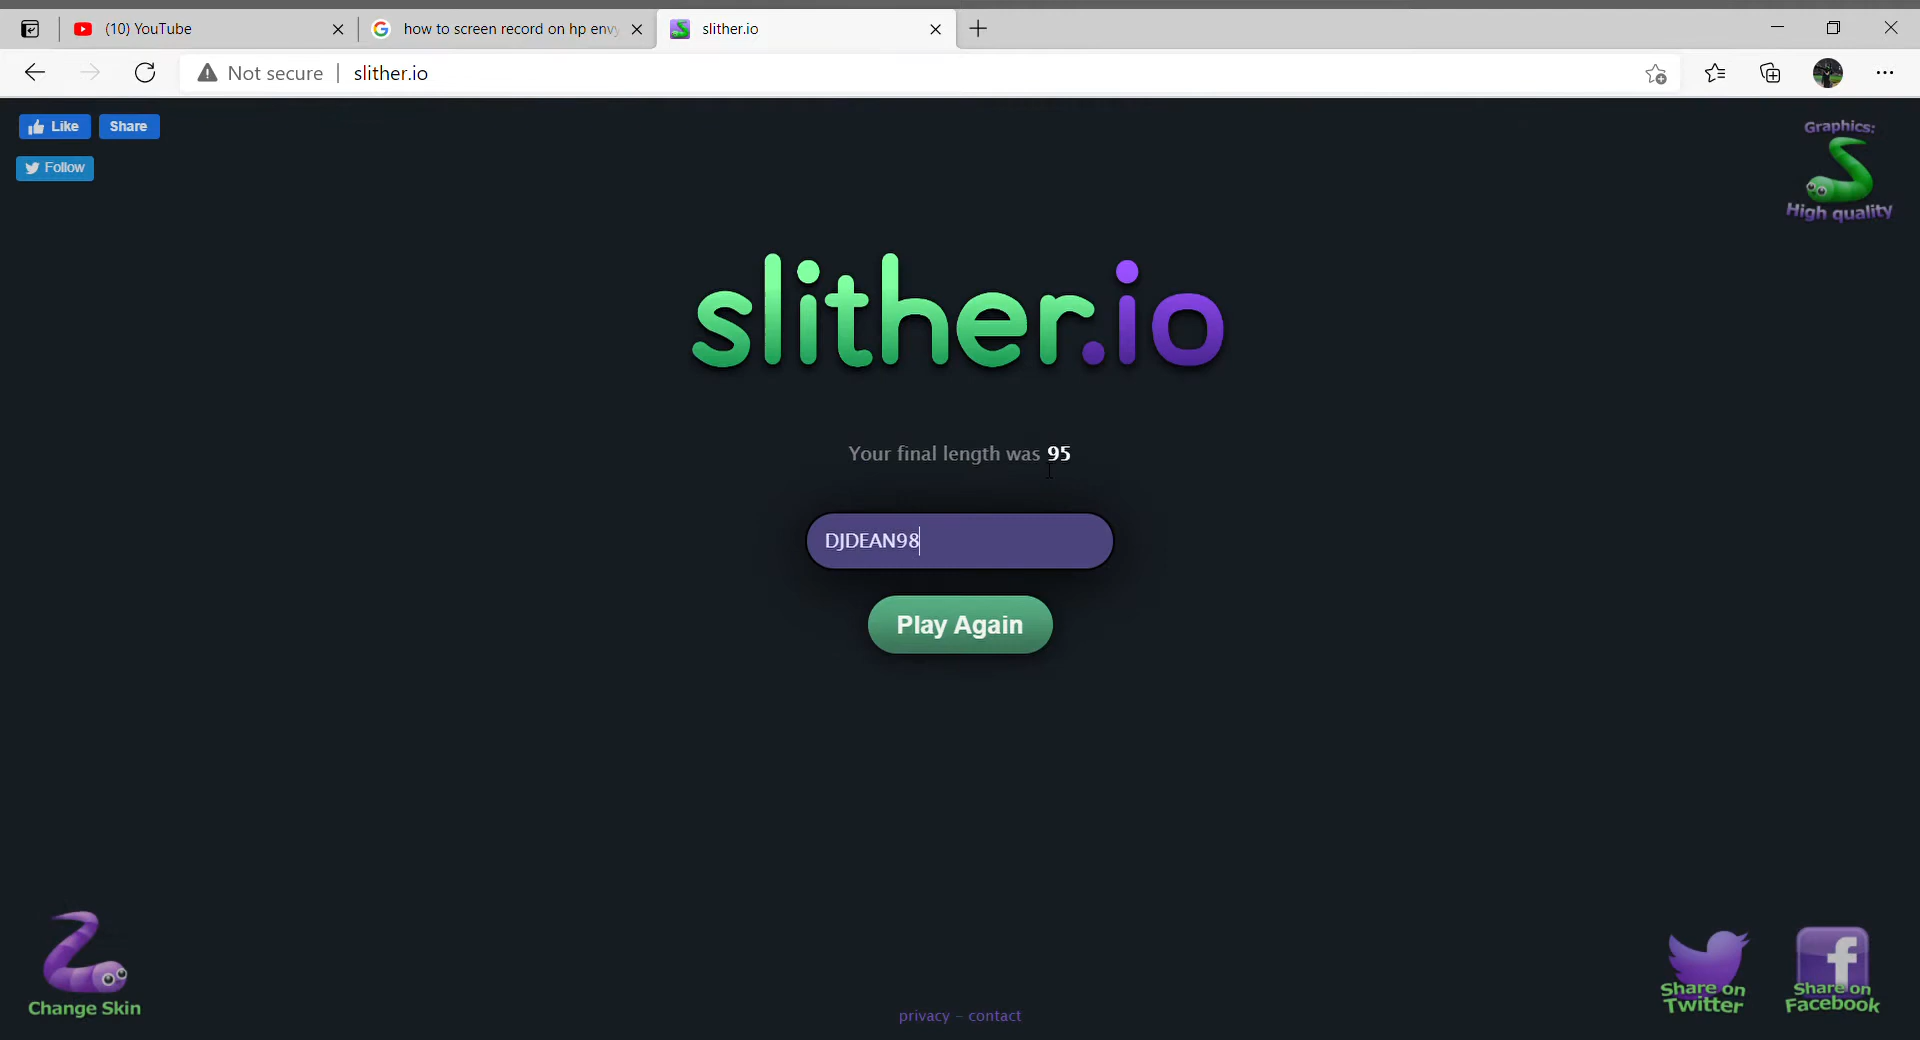 (10) YouTube
how to screen record on hp envy
slither.io
Not secure
slither.io
Like
Share
Follow
Graphics:
High quality
slither.io
Your final length was 95
DJDEAN98
Play Again
Change Skin
privacy - contact
Share on
Twitter
Share on
Facebook